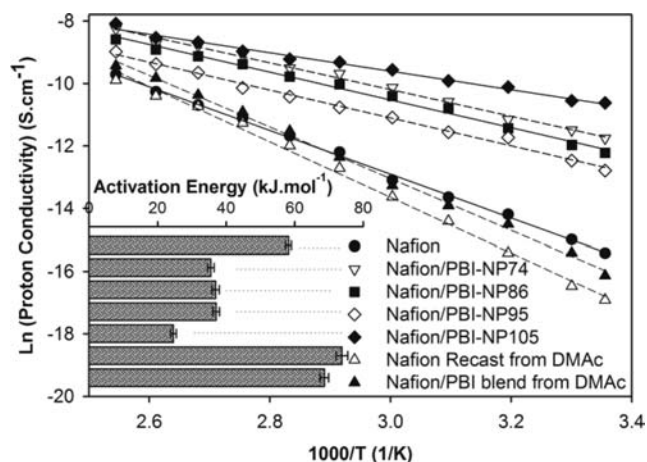 -8
-10
-12
-14
-16
-18
-20
Ln (Proton Conductivity) (S.cm⁻¹)
Activation Energy (kJ.mol⁻¹)
0 20 40 60 80
Nafion
Nafion/PBI-NP74
Nafion/PBI-NP86
Nafion/PBI-NP95
Nafion/PBI-NP105
Nafion Recast from DMAc
Nafion/PBI blend from DMAc
2.6 2.8 3.0 3.2 3.4
1000/T (1/K)